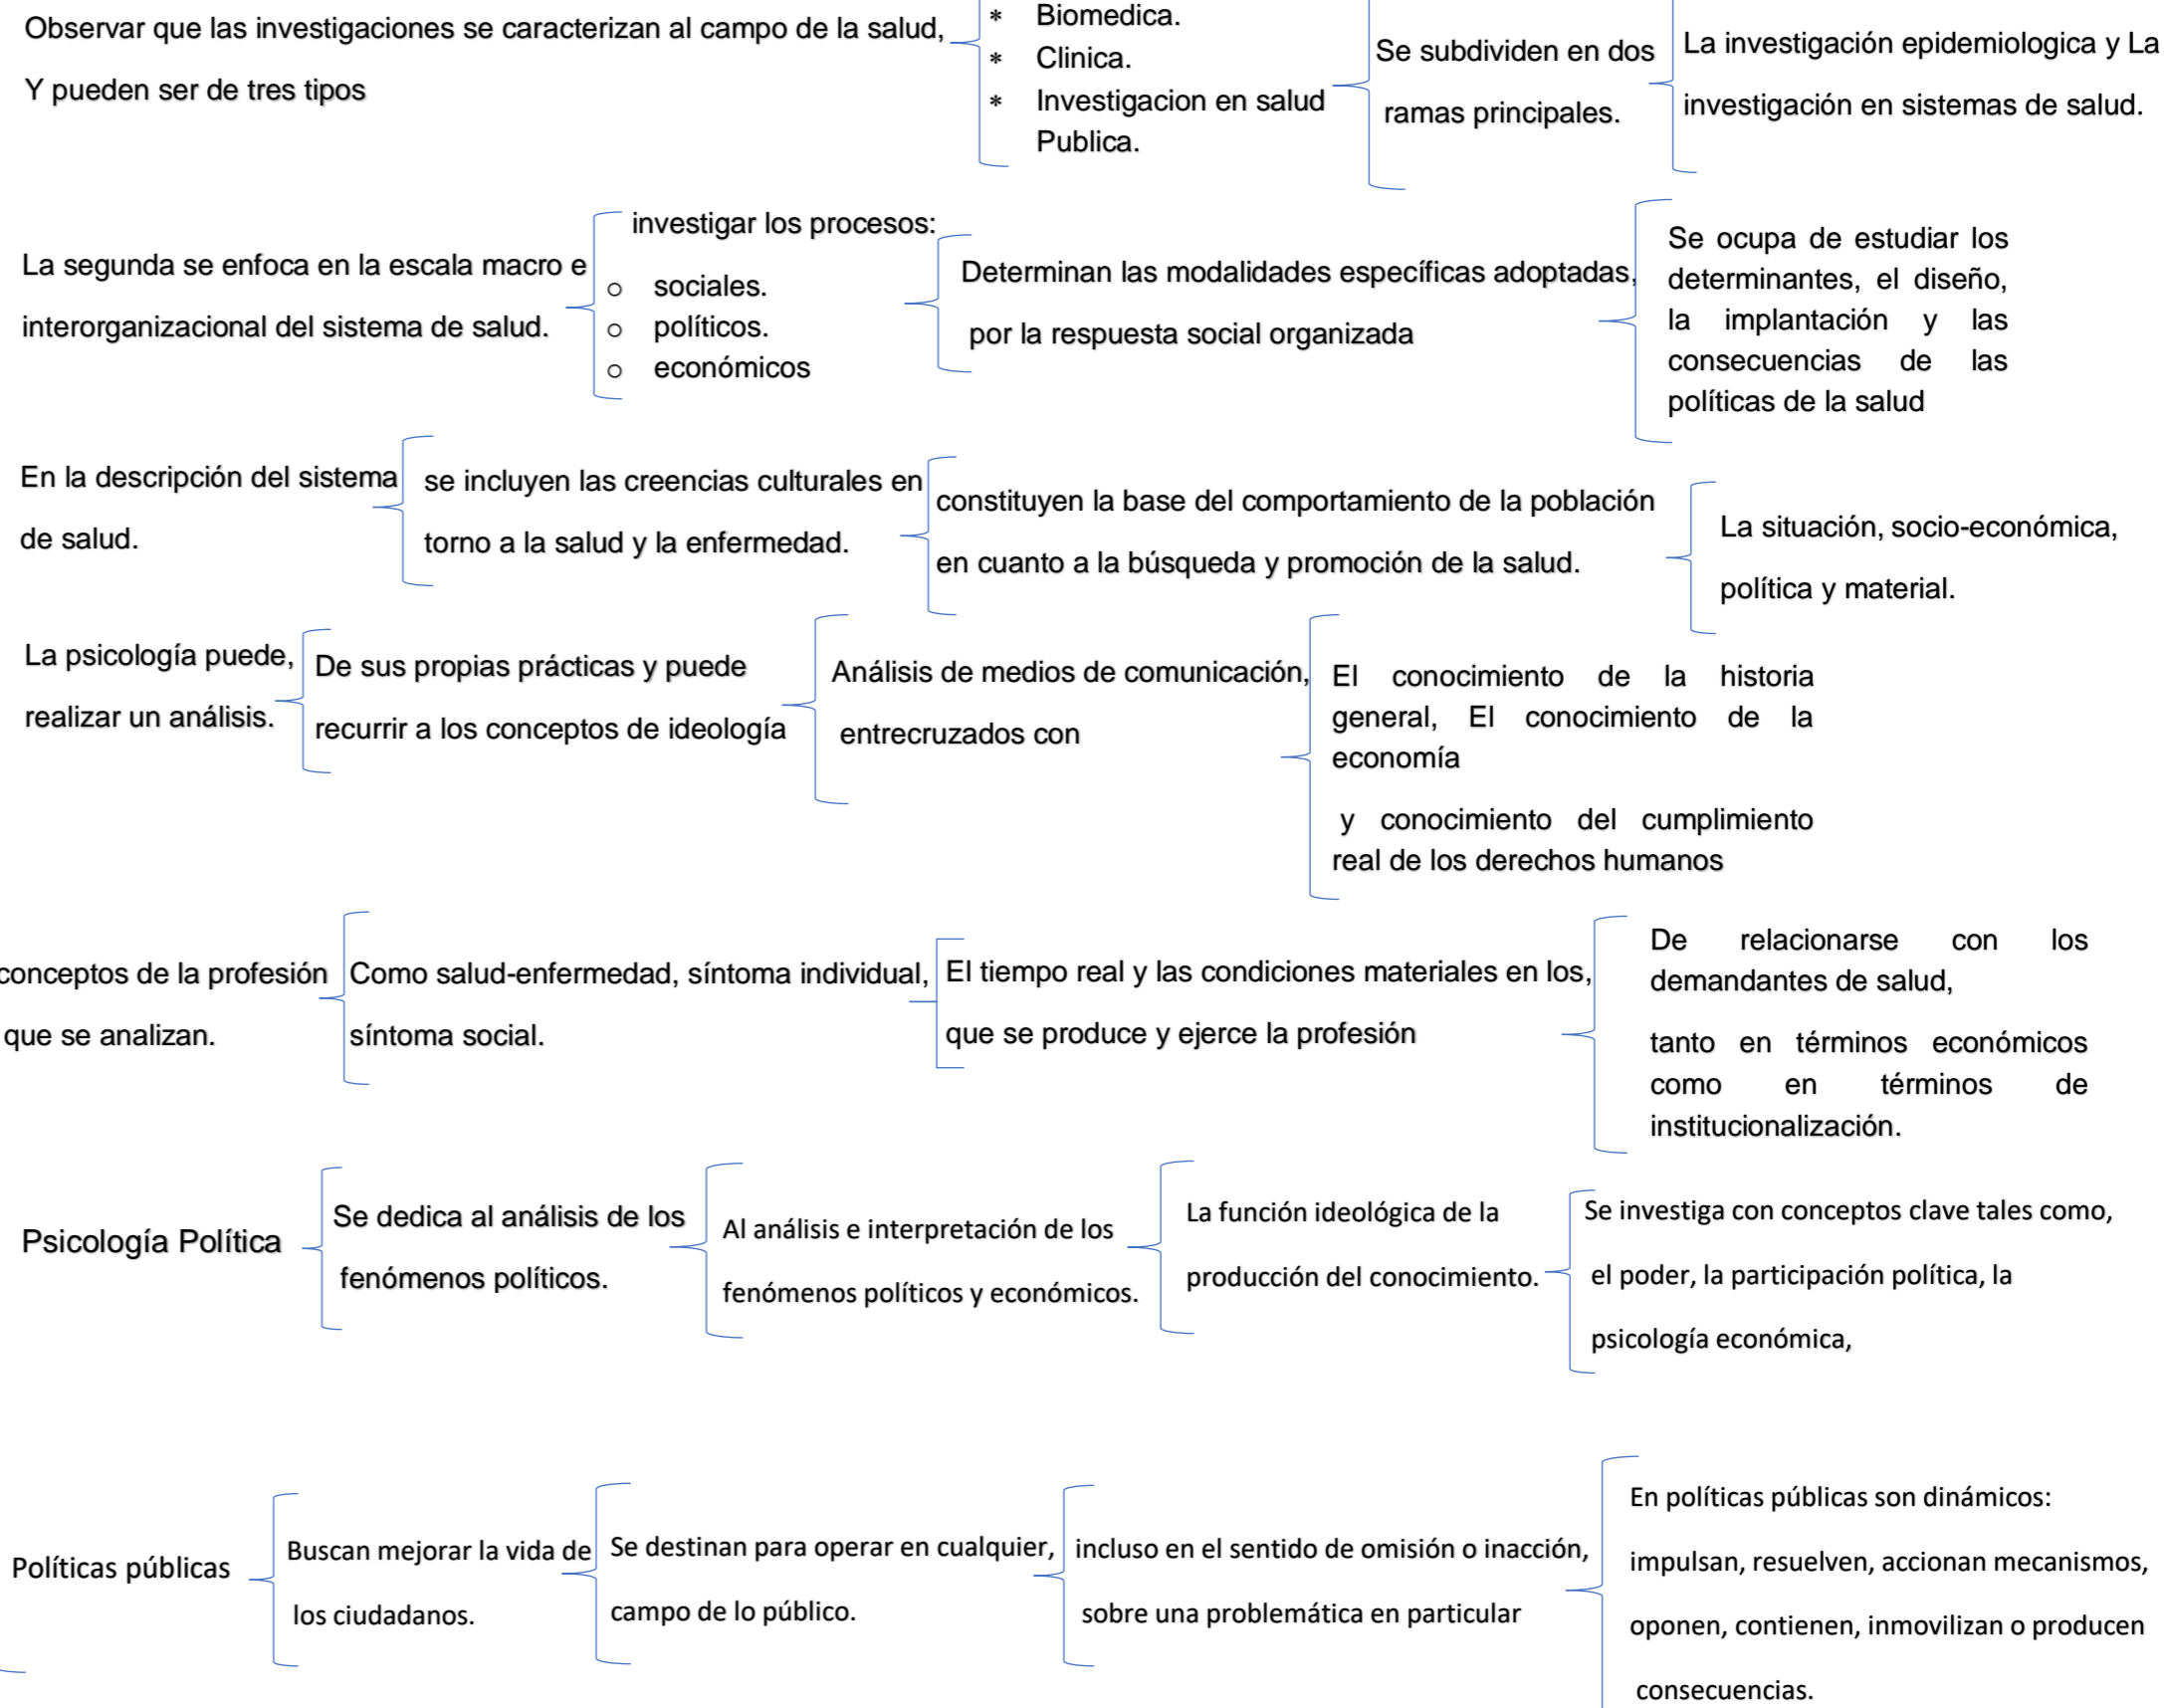 Observar que las investigaciones se caracterizan al campo de la salud,
Y pueden ser de tres tipos
* Biomedica.
* Clinica.
* Investigacion en salud
Publica.
Se subdividen en dos
ramas principales.
La investigación epidemiologica y La
investigación en sistemas de salud.
La segunda se enfoca en la escala macro e
interorganizacional del sistema de salud.
investigar los procesos:
o sociales.
o políticos.
o económicos
Determinan las modalidades específicas adoptadas,
por la respuesta social organizada
Se ocupa de estudiar los
determinantes, el diseño,
la implantación y las
consecuencias de las
políticas de la salud
En la descripción del sistema
de salud.
se incluyen las creencias culturales en
torno a la salud y la enfermedad.
constituyen la base del comportamiento de la población
en cuanto a la búsqueda y promoción de la salud.
La situación, socio-económica,
política y material.
La psicología puede,
realizar un análisis.
De sus propias prácticas y puede
recurrir a los conceptos de ideología
Análisis de medios de comunicación,
entrecruzados con
El conocimiento de la historia
general, El conocimiento de la
economía
y conocimiento del cumplimiento
real de los derechos humanos
conceptos de la profesión
que se analizan.
Como salud-enfermedad, síntoma individual,
síntoma social.
El tiempo real y las condiciones materiales en los,
que se produce y ejerce la profesión
De relacionarse con los
demandantes de salud,
tanto en términos económicos
como en términos de
institucionalización.
Psicología Política
Se dedica al análisis de los
fenómenos políticos.
Al análisis e interpretación de los
fenómenos políticos y económicos.
La función ideológica de la
producción del conocimiento.
Se investiga con conceptos clave tales como,
el poder, la participación política, la
psicología económica,
Políticas públicas
Buscan mejorar la vida de
los ciudadanos.
Se destinan para operar en cualquier,
campo de lo público.
incluso en el sentido de omisión o inacción,
sobre una problemática en particular
En políticas públicas son dinámicos:
impulsan, resuelven, accionan mecanismos,
oponen, contienen, inmovilizan o producen
consecuencias.